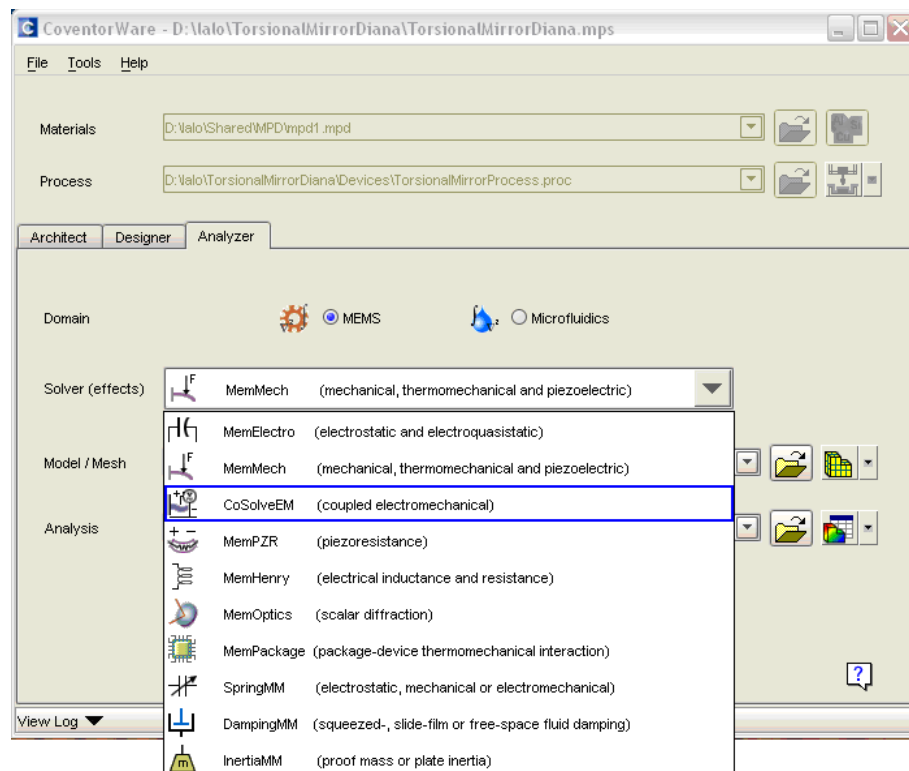 CoventorWare - D:\lalo\TorsionalMirrorDiana\TorsionalMirrorDiana.mps
File Tools Help
Materials D:\lalo\Shared\MPD\mpd1.mpd
Process D:\lalo\TorsionalMirrorDiana\Devices\TorsionalMirrorProcess.proc
Architect Designer Analyzer
Domain MEMS Microfluidics
Solver (effects) F MemMech (mechanical, thermomechanical and piezoelectric)
MemElectro (electrostatic and electroquasistatic)
Model / Mesh F MemMech (mechanical, thermomechanical and piezoelectric)
CoSolveEM (coupled electromechanical)
Analysis MemPZR (piezoresistance)
MemHenry (electrical inductance and resistance)
MemOptics (scalar diffraction)
MemPackage (package-device thermomechanical interaction)
SpringMM (electrostatic, mechanical or electromechanical)
View Log DampingMM (squeezed-, slide-film or free-space fluid damping)
m InertiaMM (proof mass or plate inertia)